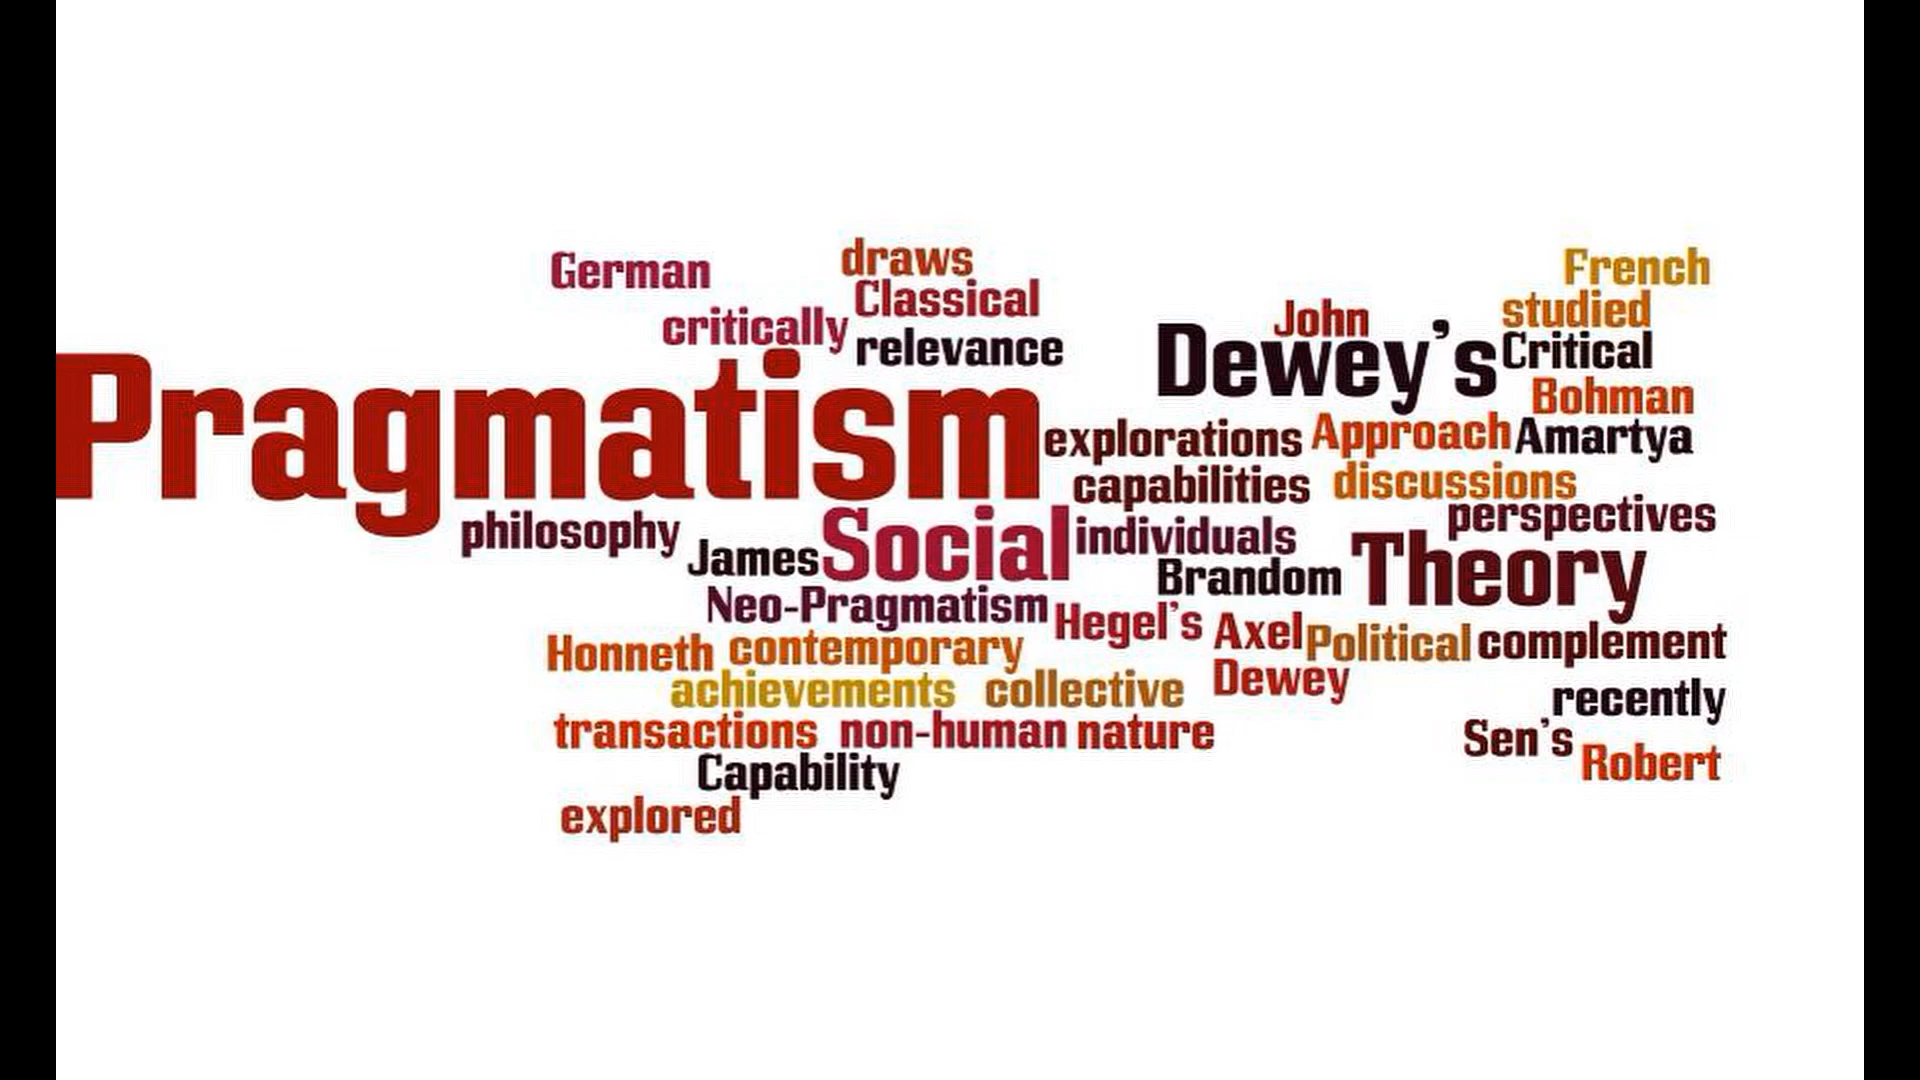 German
draws
French
critically
Classical
John
studied
relevance
Dewey's
Critical
Pragmatism
Bohman
explorations
Approach
Amartya
capabilities
discussions
perspectives
philosophy
James
Social
individuals
Brandom
Theory
Neo-Pragmatism
Hegel's
Axel
Political
complement
Honneth
contemporary
achievements
collective
Dewey
recently
transactions
non-human
nature
Sen's
Robert
Capability
explored